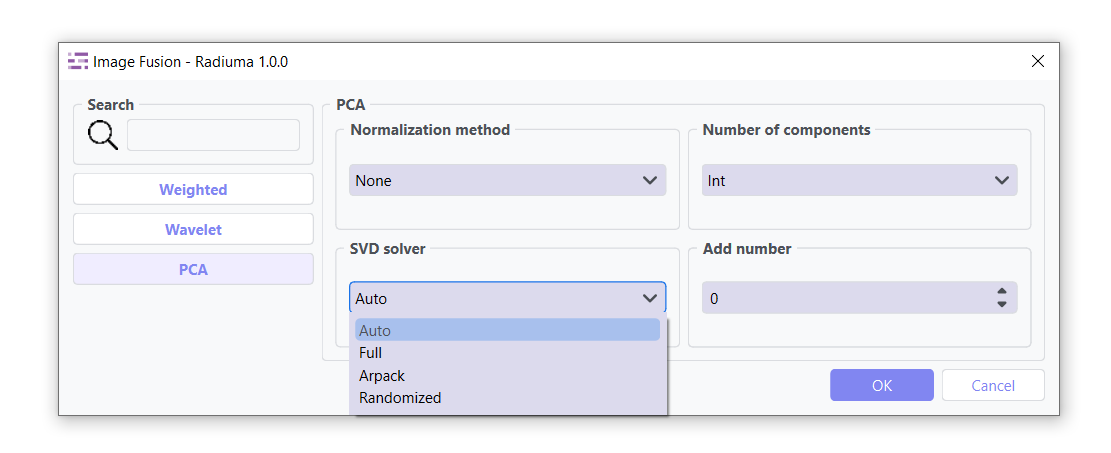 Image Fusion - Radiuma 1.0.0
Search
Weighted
Wavelet
PCA
PCA
Normalization method
None
Number of components
Int
SVD solver
Auto
Auto
Full
Arpack
Randomized
Add number
0
OK
Cancel